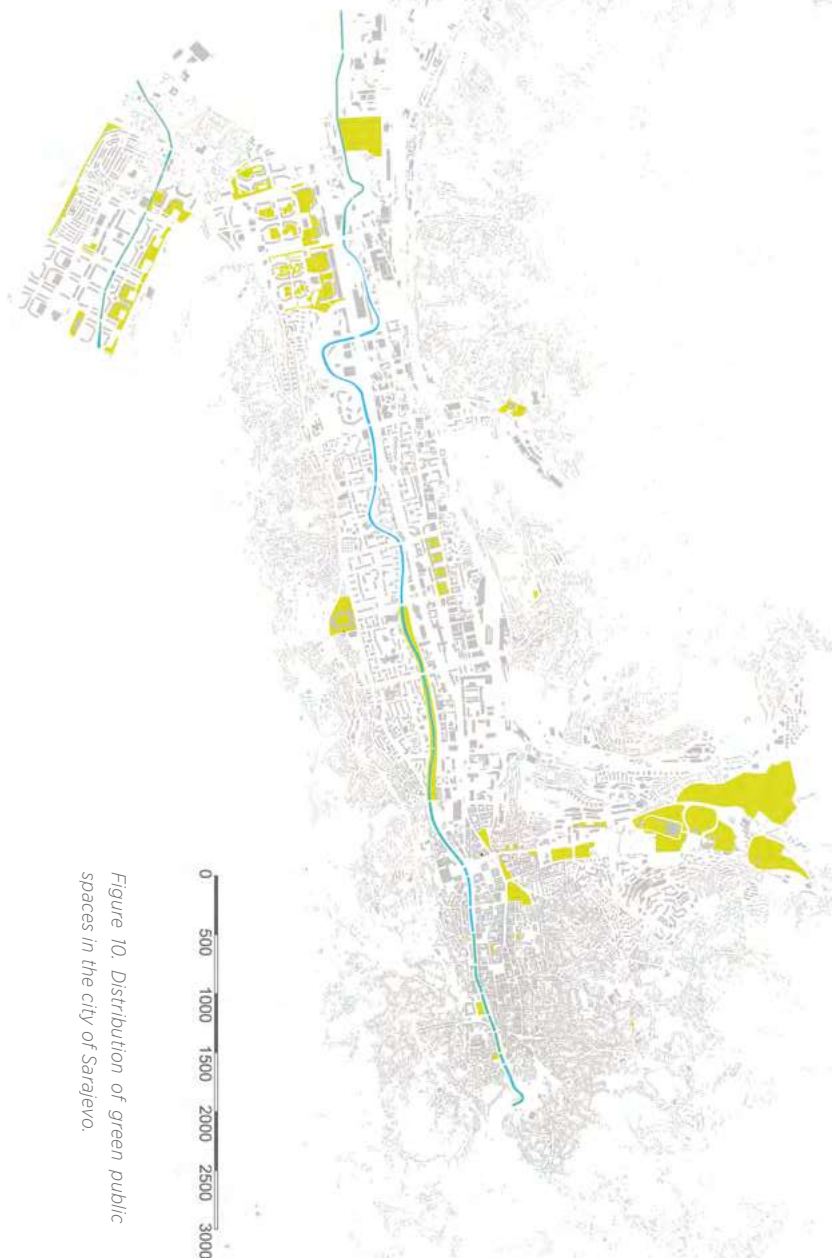 0 500 1000 1500 2000 2500 3000
Figure 10. Distribution of green public
spaces in the city of Sarajevo.